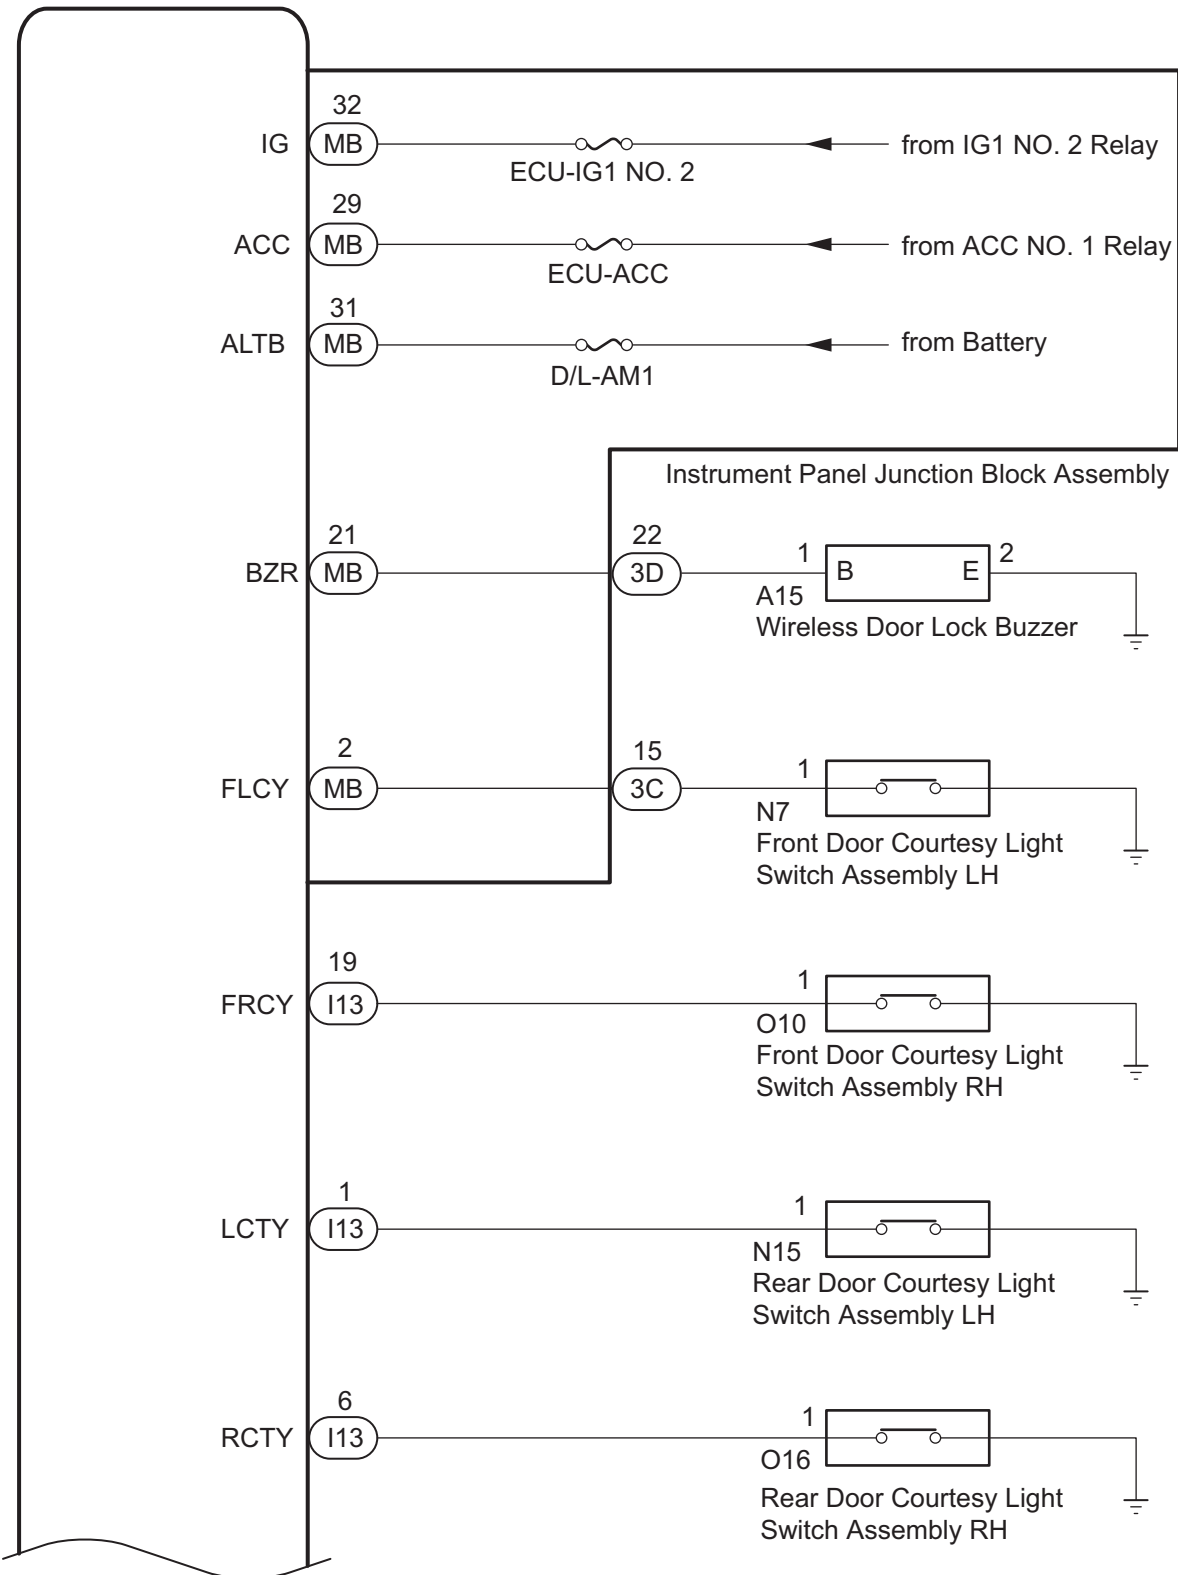 32
IG MB from IG1 NO. 2 Relay
ECU-IG1 NO. 2
29
ACC MB from ACC NO. 1 Relay
ECU-ACC
31
ALTB MB from Battery
D/L-AM1
Instrument Panel Junction Block Assembly
21 22
BZR MB 3D 1 B E 2
A15
Wireless Door Lock Buzzer
2 15
FLCY MB 3C 1
N7
Front Door Courtesy Light
Switch Assembly LH
19
FRCY I13 1
O10
Front Door Courtesy Light
Switch Assembly RH
1
LCTY I13 1
N15
Rear Door Courtesy Light
Switch Assembly LH
6
RCTY I13 1
O16
Rear Door Courtesy Light
Switch Assembly RH